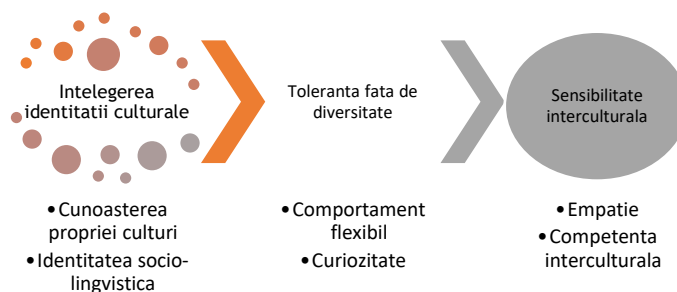 Intelegerea
identitatii culturale
Toleranta fata de
diversitate
Sensibilitate
interculturala
•Cunoasterea
propriei culturi
•Identitatea socio-
lingvistica
•Comportament
flexibil
•Curiozitate
•Empatie
•Competenta
interculturala